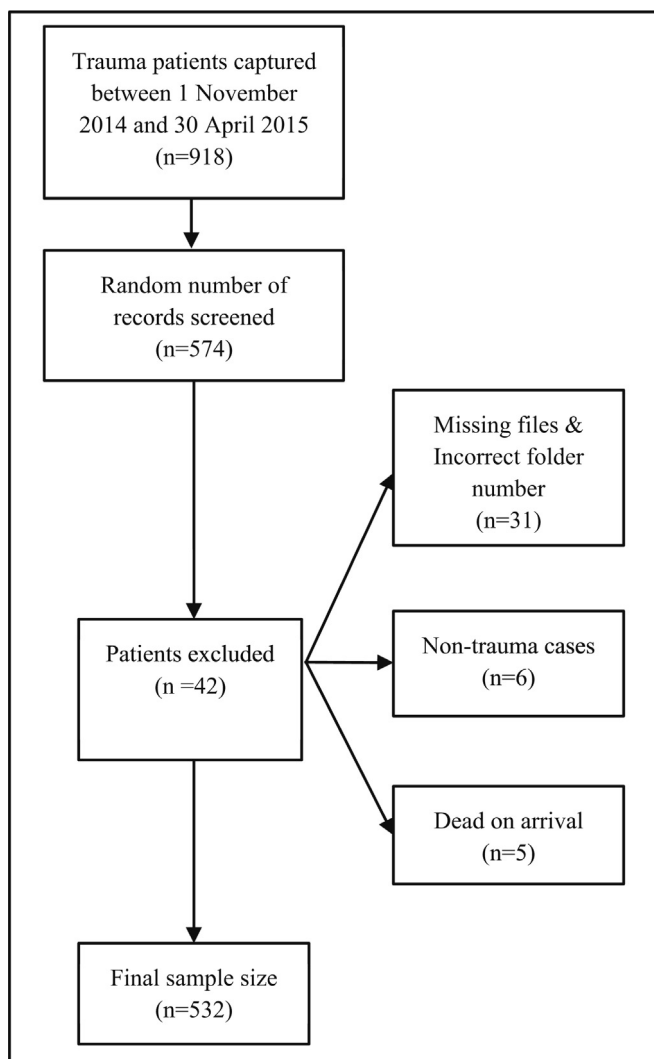 Trauma patients captured
between 1 November
2014 and 30 April 2015
(n=918)
Random number of
records screened
(n=574)
Missing files &
Incorrect folder
number
(n=31)
Patients excluded
(n =42)
Non-trauma cases
(n=6)
Dead on arrival
(n=5)
Final sample size
(n=532)